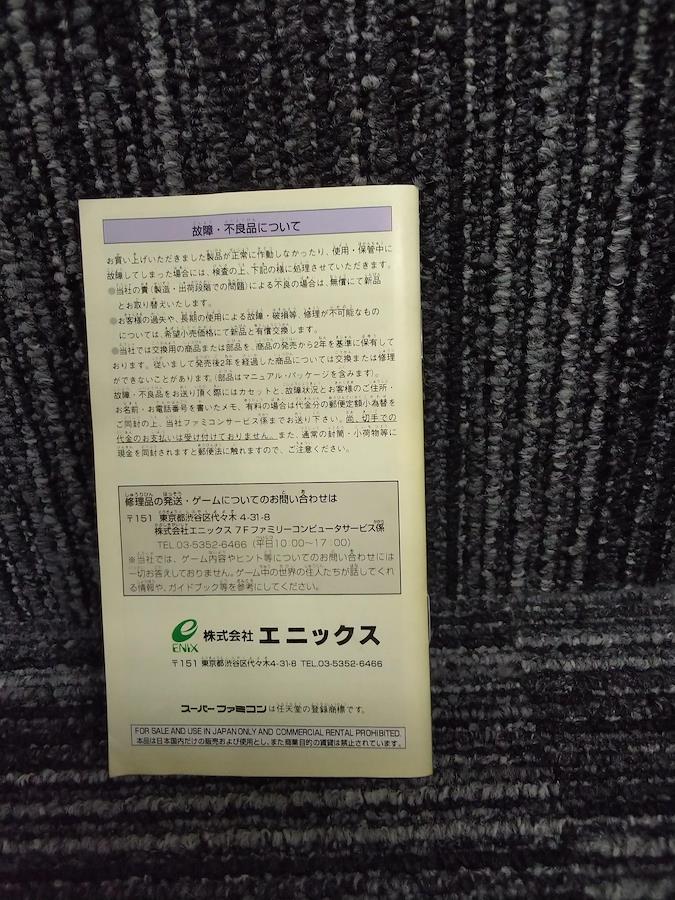 故障・不良品について
お買い上げいただきました製品が正常に作動しなかったり、使用・保管中に
故障してしまった場合には、検査の上、下記の様に処理させていただきます。
●当社の責(製造・出荷段階での問題)による不良の場合は、無償にて新品
とお取り替えいたします。
●お客様の過失や、長期の使用による故障・破損等、修理が不可能なもの
については、希望小売価格にて新品と有償交換します。
●当社では交換用の商品または部品を、商品の発売から2年を基準に保有して
おります。従いまして発売後2年を経過した商品については交換または修理
ができないことがあります。(部品はマニュアル・パッケージを含みます)。
故障・不良品をお送り頂く際にはカセットと、故障状況とお客様のご住所・
お名前・お電話番号を書いたメモ、有料の場合は代金分の郵便定額小為替を
ご同封の上、当社ファミコンサービス係までお送り下さい。尚、切手での
代金のお支払いは受け付けておりません。また、通常の封筒・小荷物等に
現金を同封されますと郵便法に触れますので、ご注意ください。
修理品の発送・ゲームについてのお問い合わせは
〒151 東京都渋谷区代々木 4-31-8
株式会社エニックス 7Fファミリーコンピュータサービス係
TEL.03-5352-6466 (平日10:00~17:00)
※当社では、ゲーム内容やヒント等についてのお問い合わせには
一切お答えしておりません。ゲーム中の世界の住人たちが話してくれ
る情報や、ガイドブック等を参考にしてください。
ENIX 株式会社 エニックス
〒151 東京都渋谷区代々木4-31-8 TEL.03-5352-6466
スーパーファミコンは任天堂の登録商標です。
FOR SALE AND USE IN JAPAN ONLY AND COMMERCIAL RENTAL PROHIBITED.
本品は日本国内だけの販売および使用とし、また商業目的の賃貸は禁止されています。